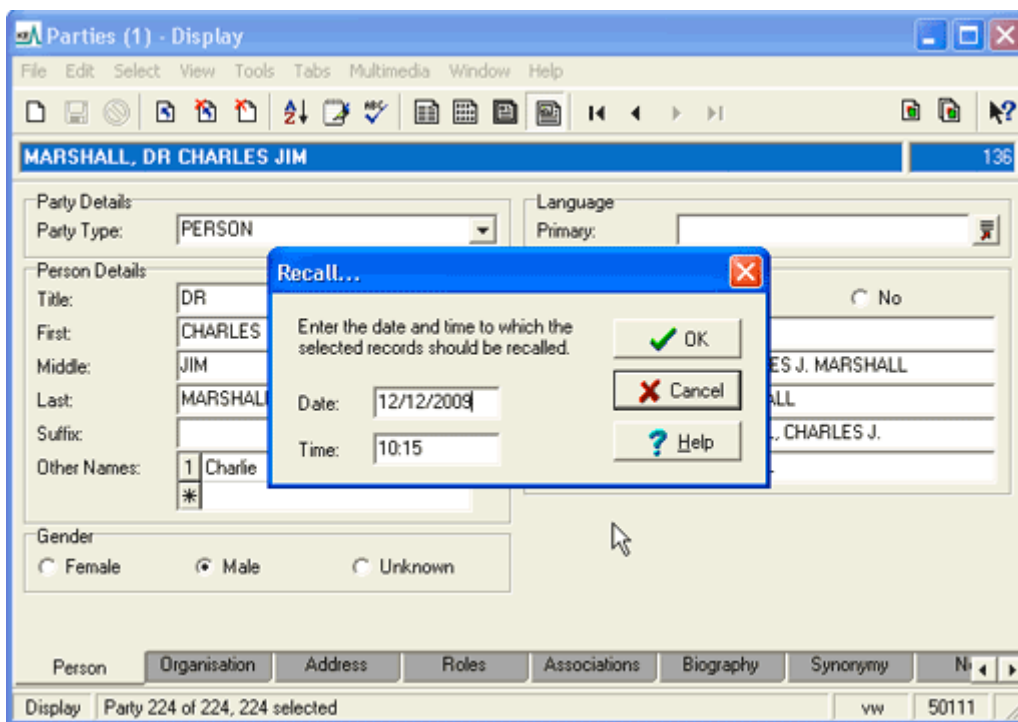 Parties (1) - Display
File Edit Select View Tools Tabs Multimedia Window Help
MARSHALL, DR CHARLES JIM 136
Party Details
Party Type: PERSON
Language
Primary:
Person Details
Title: DR
First: CHARLES
Middle: JIM
Last: MARSHALL
Suffix:
Other Names: 1 Charlie
*
No
ES J. MARSHALL
ALL
., CHARLES J.
Recall...
Enter the date and time to which the
selected records should be recalled.
Date: 12/12/2009
Time: 10:15
OK
Cancel
? Help
Gender
Female Male Unknown
Person Organisation Address Roles Associations Biography Synonymy
Display Party 224 of 224, 224 selected vw 50111